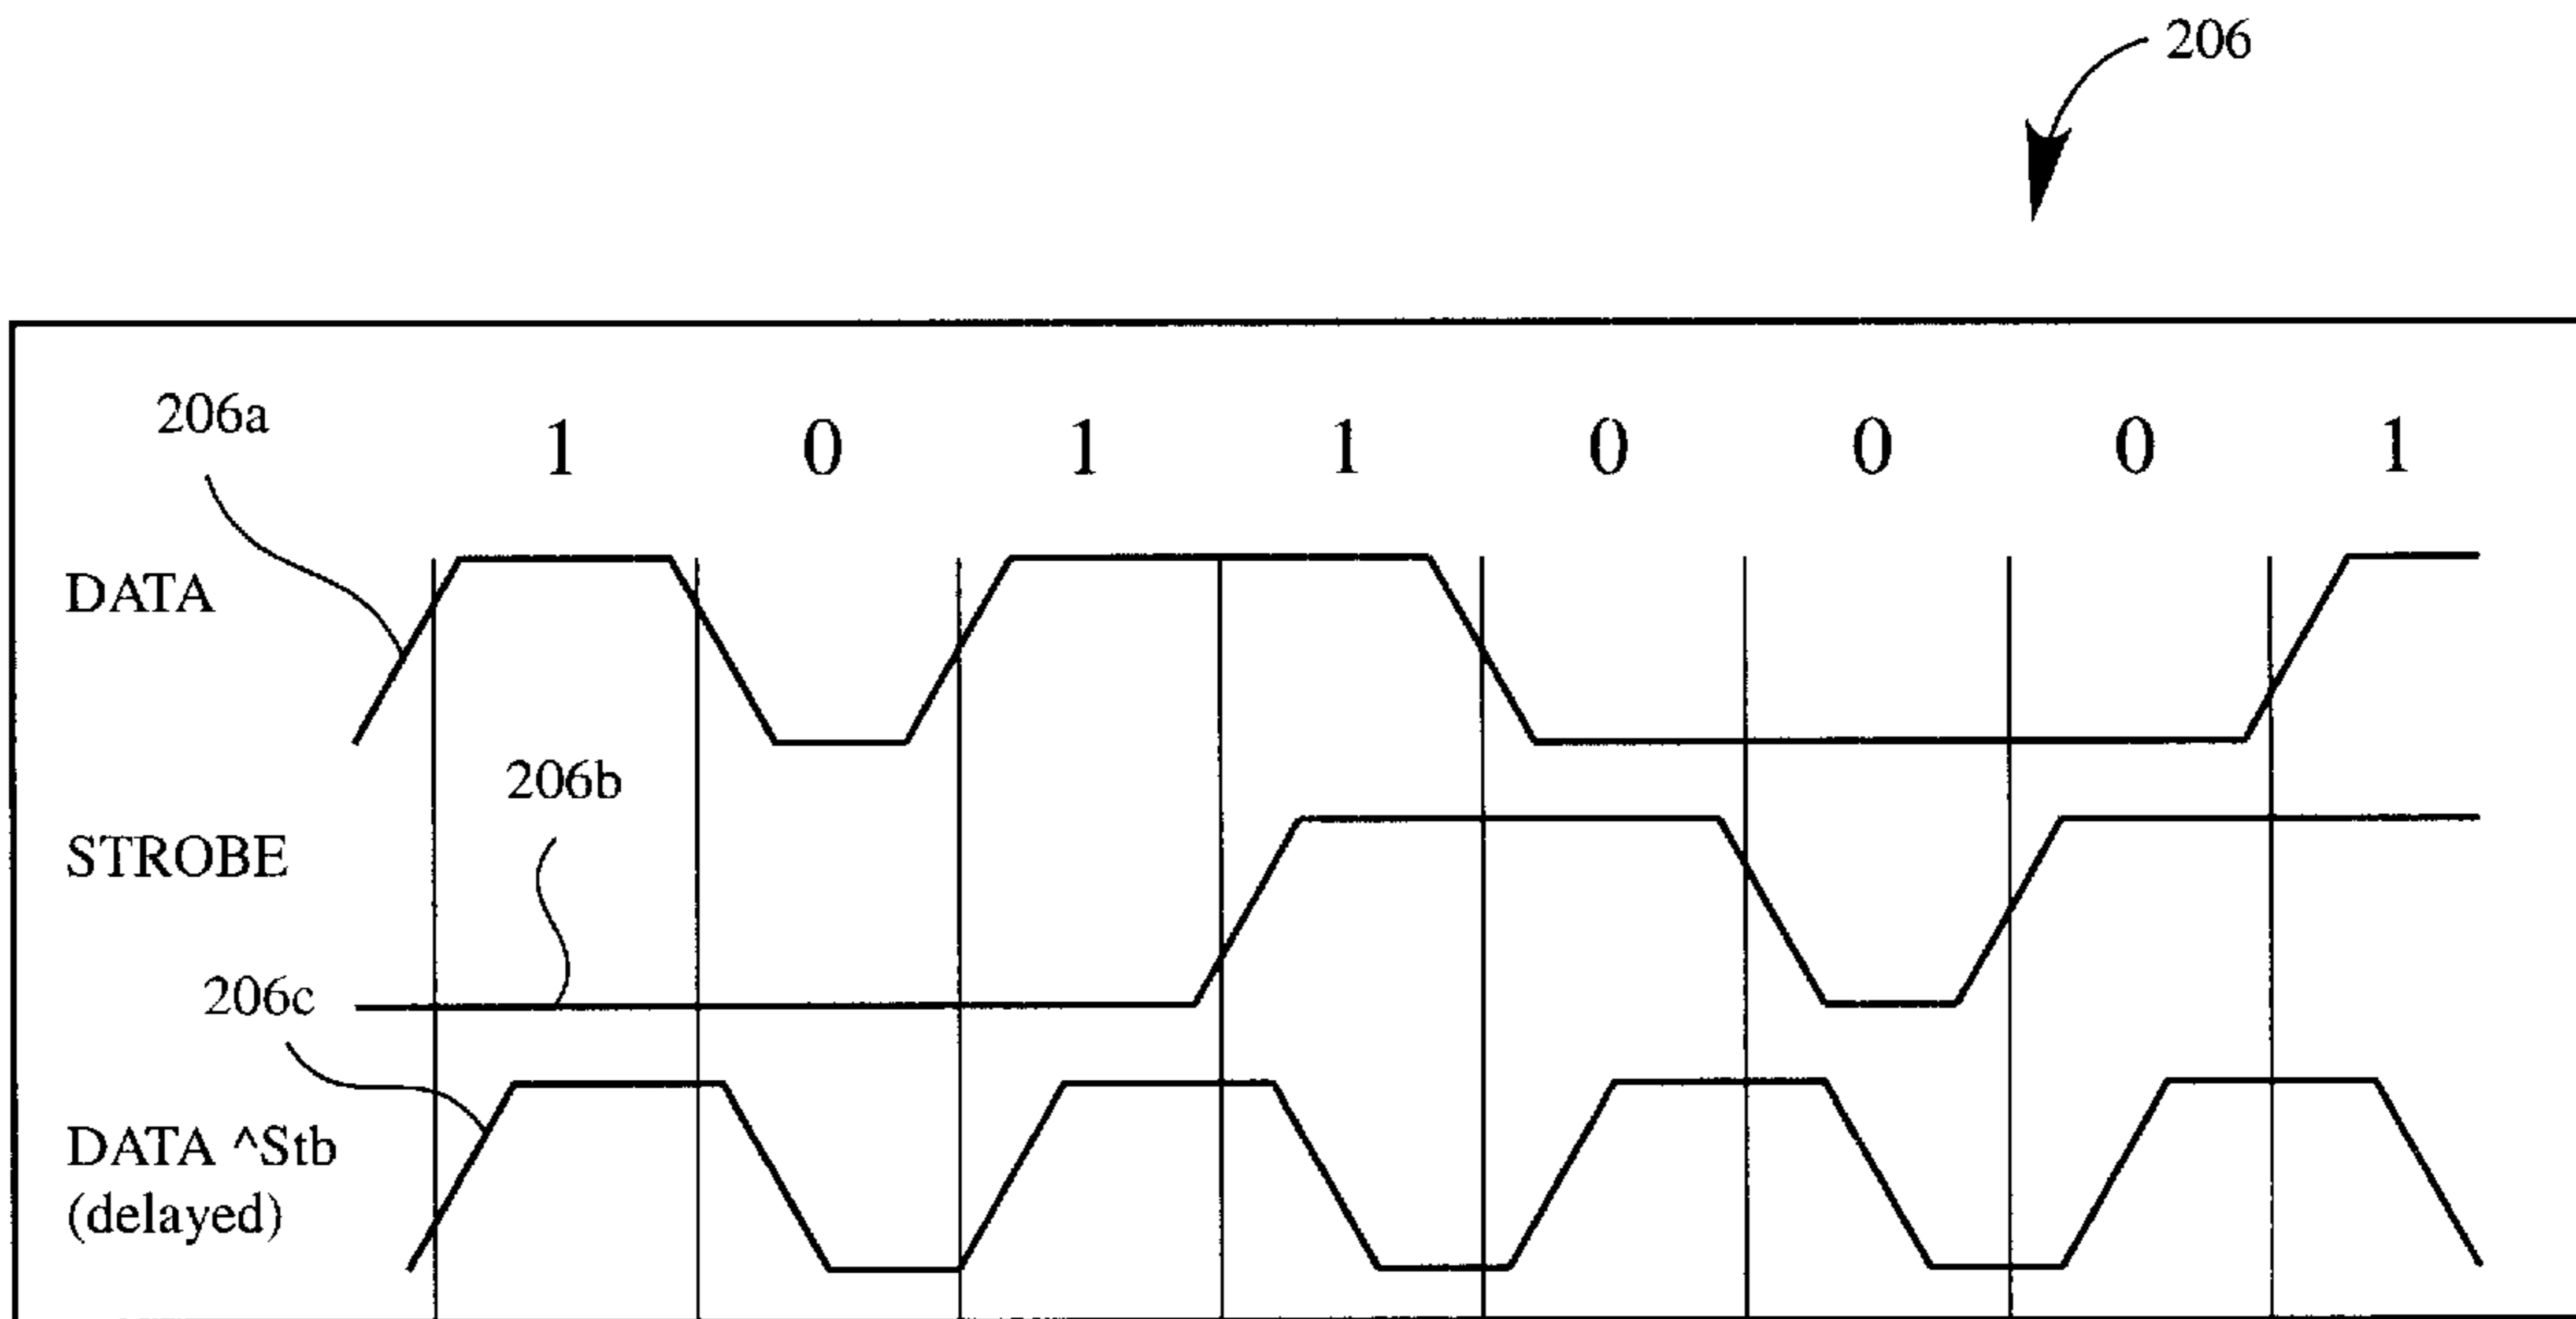 206
206a
1 0 1 1 0 0 0 1
DATA
206b
STROBE
206c
DATA ^Stb
(delayed)